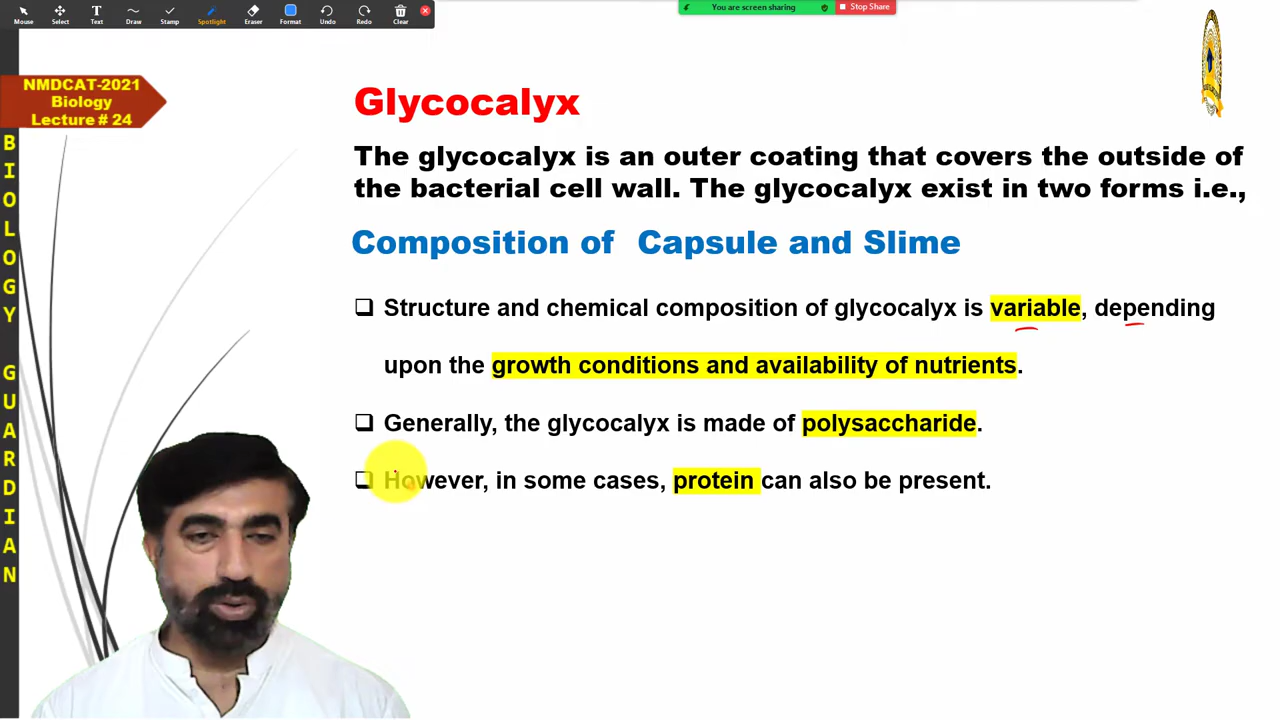 Mouse Select Text Draw Stamp Spotlight Eraser Format Undo Redo Clear
You are screen sharing Stop Share
NMDCAT-2021
Biology
Lecture # 24
BIOLOGY GUARDIAN
Glycocalyx
The glycocalyx is an outer coating that covers the outside of
the bacterial cell wall. The glycocalyx exist in two forms i.e.,
Composition of Capsule and Slime
Structure and chemical composition of glycocalyx is variable, depending
upon the growth conditions and availability of nutrients.
Generally, the glycocalyx is made of polysaccharide.
However, in some cases, protein can also be present.